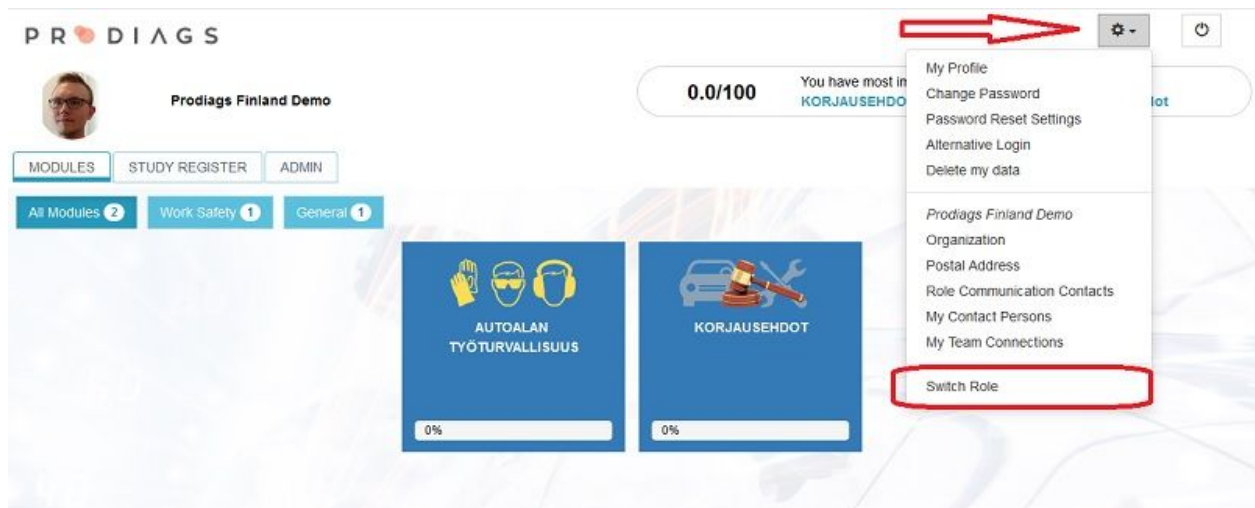 PRODIAGS
Prodiags Finland Demo
0.0/100
You have most im
KORJAUSEHDO
dot
MODULES
STUDY REGISTER
ADMIN
All Modules 2
Work Safety 1
General 1
AUTOALAN
TYÖTURVALLISUUS
0%
KORJAUSEHDOT
0%
My Profile
Change Password
Password Reset Settings
Alternative Login
Delete my data
Prodiags Finland Demo
Organization
Postal Address
Role Communication Contacts
My Contact Persons
My Team Connections
Switch Role